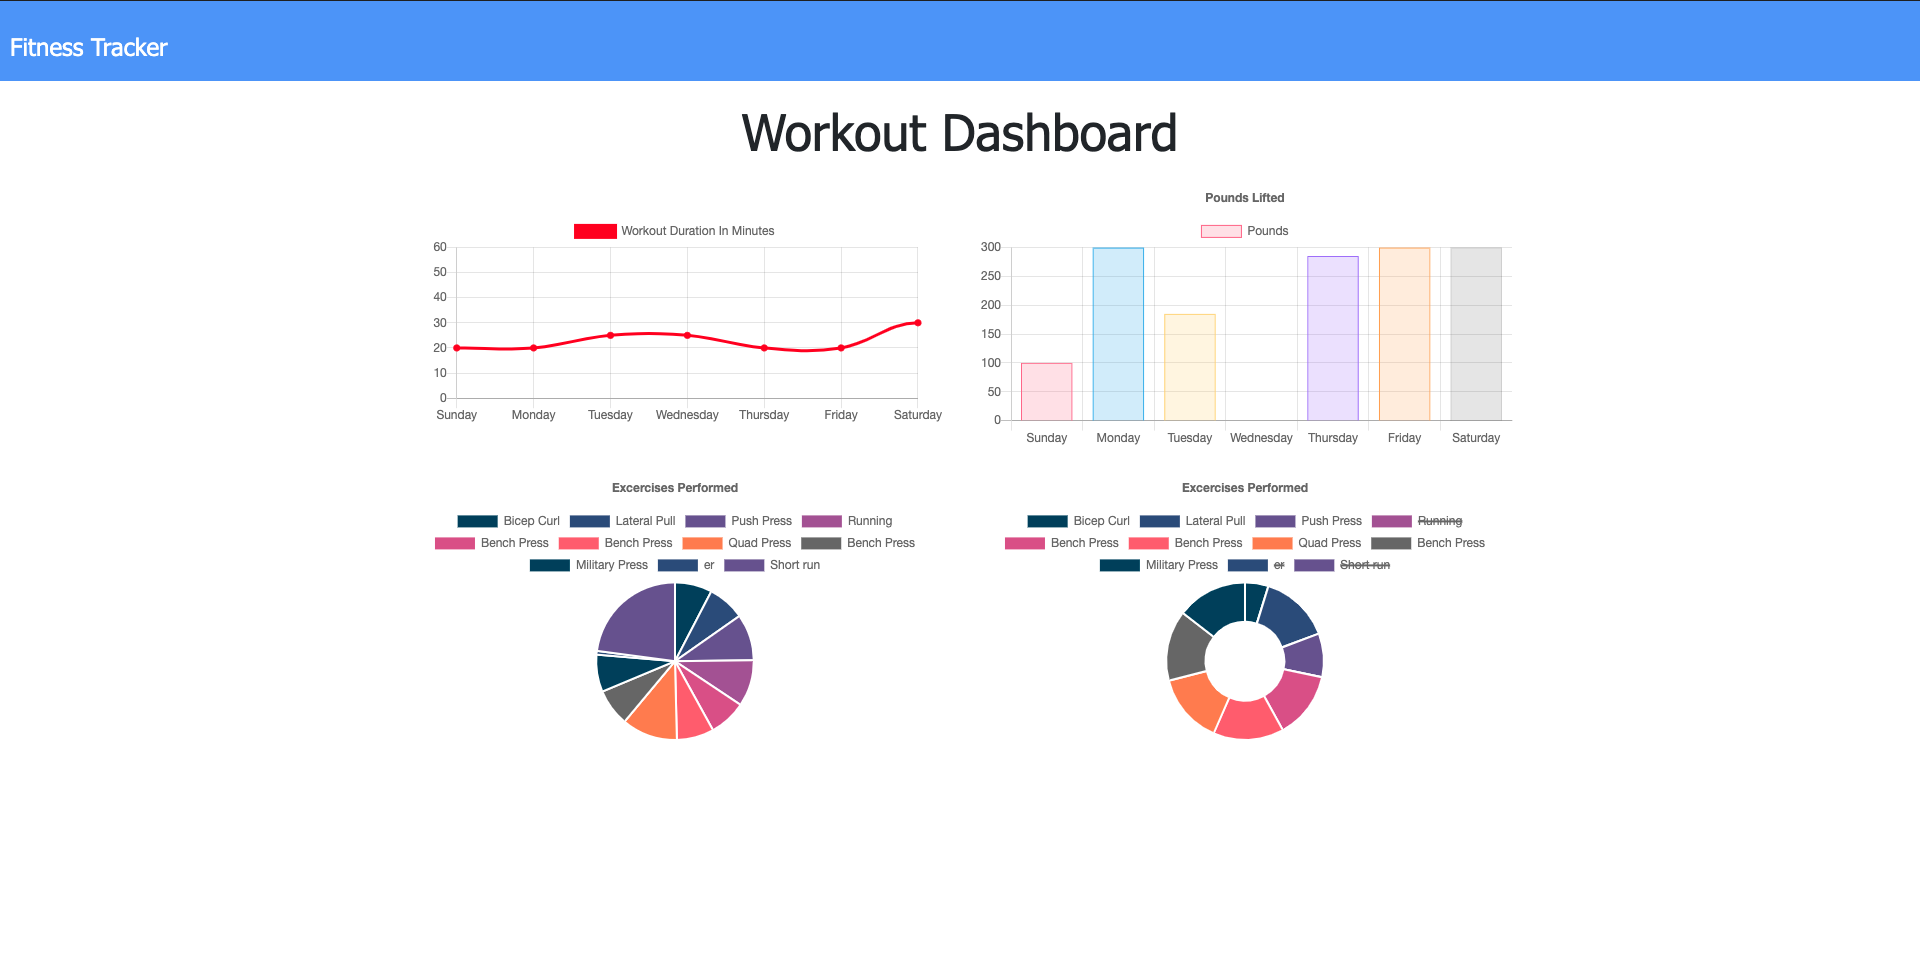 Fitness Tracker
Workout Dashboard
Workout Duration In Minutes
60
50
40
30
20
10
0
Sunday Monday Tuesday Wednesday Thursday Friday Saturday
Pounds Lifted
Pounds
300
250
200
150
100
50
0
Sunday Monday Tuesday Wednesday Thursday Friday Saturday
Excercises Performed
Bicep Curl Lateral Pull Push Press Running
Bench Press Bench Press Quad Press Bench Press
Military Press er Short run
Excercises Performed
Bicep Curl Lateral Pull Push Press Running
Bench Press Bench Press Quad Press Bench Press
Military Press er Short run